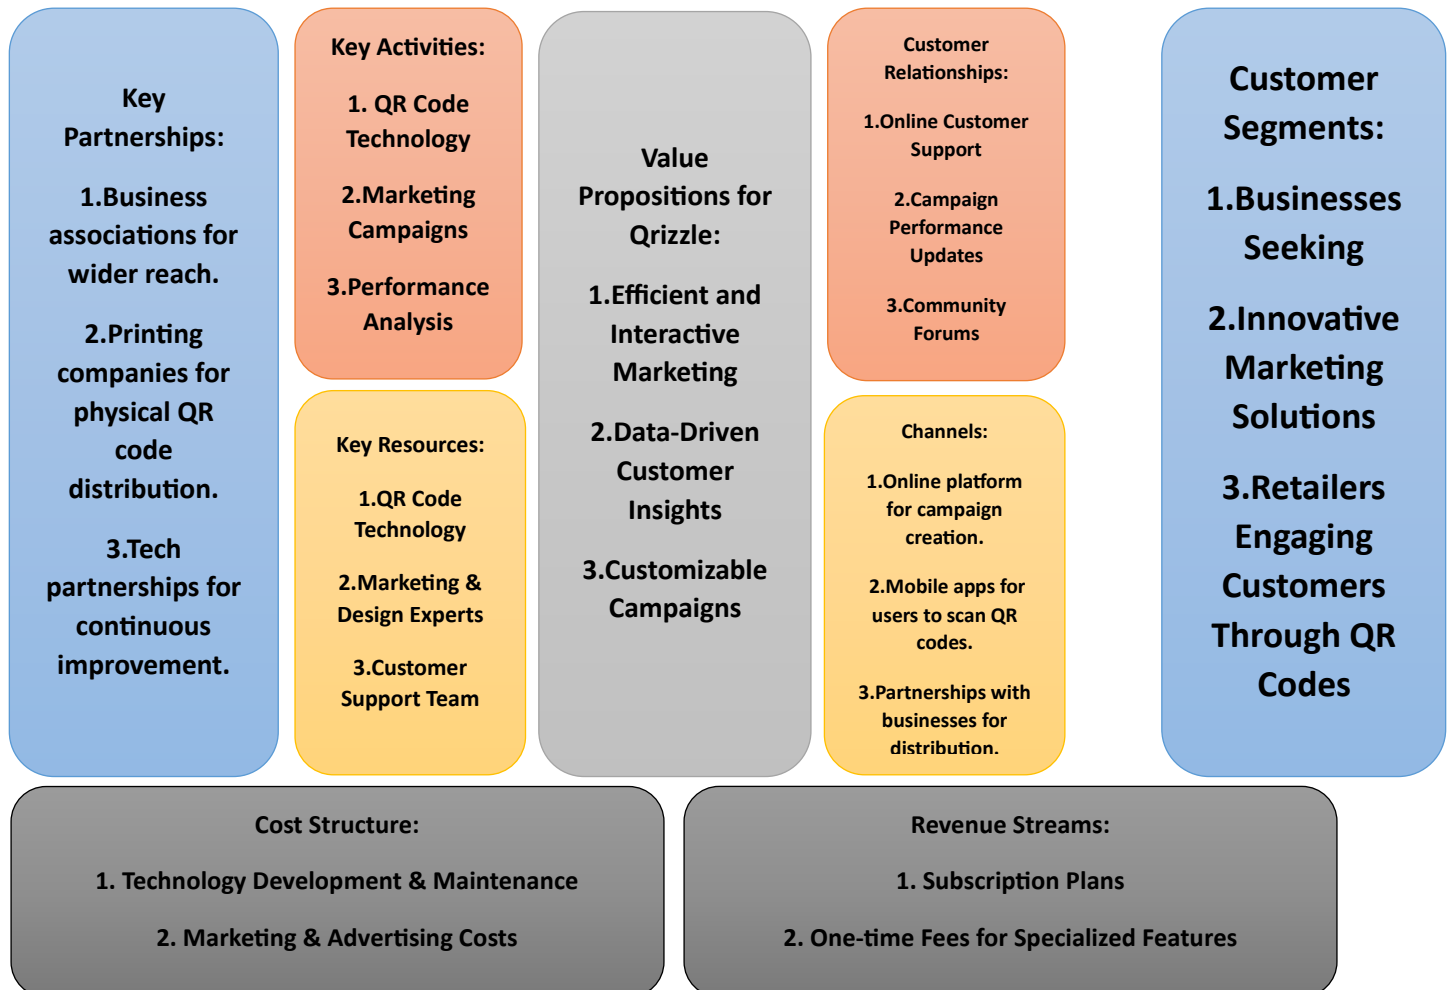 Key
Partnerships:
1.Business
associations for
wider reach.
2.Printing
companies for
physical QR
code
distribution.
3.Tech
partnerships for
continuous
improvement.
Key Activities:
1. QR Code
Technology
2.Marketing
Campaigns
3.Performance
Analysis
Key Resources:
1.QR Code
Technology
2.Marketing &
Design Experts
3.Customer
Support Team
Value
Propositions for
Qrizzle:
1.Efficient and
Interactive
Marketing
2.Data-Driven
Customer
Insights
3.Customizable
Campaigns
Customer
Relationships:
1.Online Customer
Support
2.Campaign
Performance
Updates
3.Community
Forums
Channels:
1.Online platform
for campaign
creation.
2.Mobile apps for
users to scan QR
codes.
3.Partnerships with
businesses for
distribution.
Customer
Segments:
1.Businesses
Seeking
2.Innovative
Marketing
Solutions
3.Retailers
Engaging
Customers
Through QR
Codes
Cost Structure:
1. Technology Development & Maintenance
2. Marketing & Advertising Costs
Revenue Streams:
1. Subscription Plans
2. One-time Fees for Specialized Features